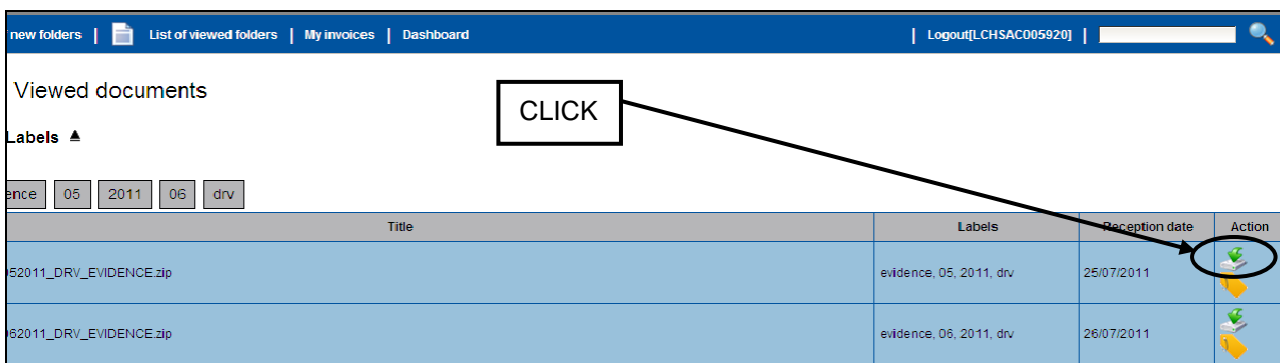 new folders | List of viewed folders | My invoices | Dashboard | Logout[LCHSAC005920] |
Viewed documents
CLICK
Labels ▲
ence 05 2011 06 drv
Title Labels Reception date Action
052011_DRV_EVIDENCE.zip evidence, 05, 2011, drv 25/07/2011
062011_DRV_EVIDENCE.zip evidence, 06, 2011, drv 26/07/2011